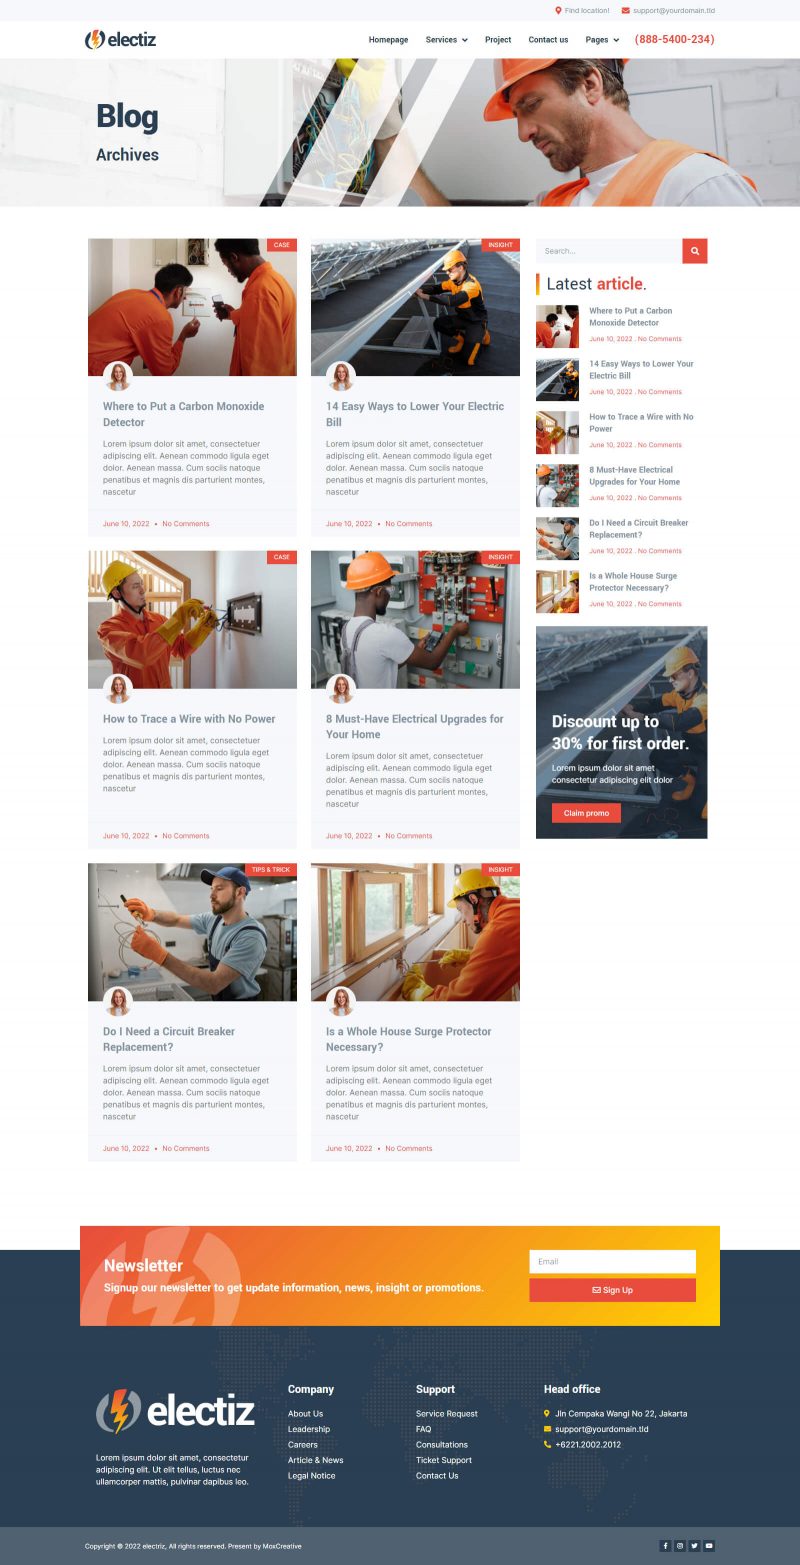 Find location!
support@yourdomain.tld
electiz
Homepage
Services
Project
Contact us
Pages
(888-5400-234)
Blog
Archives
CASE
Where to Put a Carbon Monoxide
Detector
Lorem ipsum dolor sit amet, consectetuer
adipiscing elit. Aenean commodo ligula eget
dolor. Aenean massa. Cum sociis natoque
penatibus et magnis dis parturient montes,
nascetur
June 10, 2022 • No Comments
INSIGHT
14 Easy Ways to Lower Your Electric
Bill
Lorem ipsum dolor sit amet, consectetuer
adipiscing elit. Aenean commodo ligula eget
dolor. Aenean massa. Cum sociis natoque
penatibus et magnis dis parturient montes,
nascetur
June 10, 2022 • No Comments
CASE
How to Trace a Wire with No Power
Lorem ipsum dolor sit amet, consectetuer
adipiscing elit. Aenean commodo ligula eget
dolor. Aenean massa. Cum sociis natoque
penatibus et magnis dis parturient montes,
nascetur
June 10, 2022 • No Comments
INSIGHT
8 Must-Have Electrical Upgrades for
Your Home
Lorem ipsum dolor sit amet, consectetuer
adipiscing elit. Aenean commodo ligula eget
dolor. Aenean massa. Cum sociis natoque
penatibus et magnis dis parturient montes,
nascetur
June 10, 2022 • No Comments
TIPS & TRICK
Do I Need a Circuit Breaker
Replacement?
Lorem ipsum dolor sit amet, consectetuer
adipiscing elit. Aenean commodo ligula eget
dolor. Aenean massa. Cum sociis natoque
penatibus et magnis dis parturient montes,
nascetur
June 10, 2022 • No Comments
INSIGHT
Is a Whole House Surge Protector
Necessary?
Lorem ipsum dolor sit amet, consectetuer
adipiscing elit. Aenean commodo ligula eget
dolor. Aenean massa. Cum sociis natoque
penatibus et magnis dis parturient montes,
nascetur
June 10, 2022 • No Comments
Search...
Latest article.
Where to Put a Carbon
Monoxide Detector
June 10, 2022 . No Comments
14 Easy Ways to Lower Your
Electric Bill
June 10, 2022 . No Comments
How to Trace a Wire with No
Power
June 10, 2022 . No Comments
8 Must-Have Electrical
Upgrades for Your Home
June 10, 2022 . No Comments
Do I Need a Circuit Breaker
Replacement?
June 10, 2022 . No Comments
Is a Whole House Surge
Protector Necessary?
June 10, 2022 . No Comments
Discount up to
30% for first order.
Lorem ipsum dolor sit amet
consectetur adipiscing elit dolor
Claim promo
Newsletter
Signup our newsletter to get update information, news, insight or promotions.
Email
Sign Up
electiz
Lorem ipsum dolor sit amet, consectetur
adipiscing elit. Ut elit tellus, luctus nec
ullamcorper mattis, pulvinar dapibus leo.
Company
About Us
Leadership
Careers
Article & News
Legal Notice
Support
Service Request
FAQ
Consultations
Ticket Support
Contact Us
Head office
Jln Cempaka Wangi No 22, Jakarta
support@yourdomain.tld
+6221.2002.2012
Copyright © 2022 electriz, All rights reserved. Present by MoxCreative